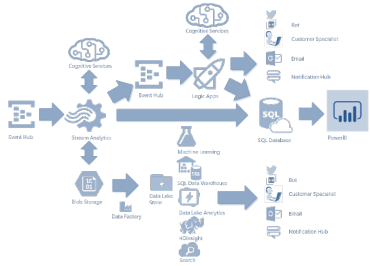 Cognitive Services
Bot
Customer Specialist
Email
Notification Hub
Cognitive Services
Event Hub
Logic Apps
Event Hub
Stream Analytics
SQL
SQL Database
PowerBI
Machine Learning
SQL Data Warehouse
Blob Storage
Data Lake
Store
Data Factory
Data Lake Analytics
HDInsight
Search
Bot
Customer Specialist
Email
Notification Hub